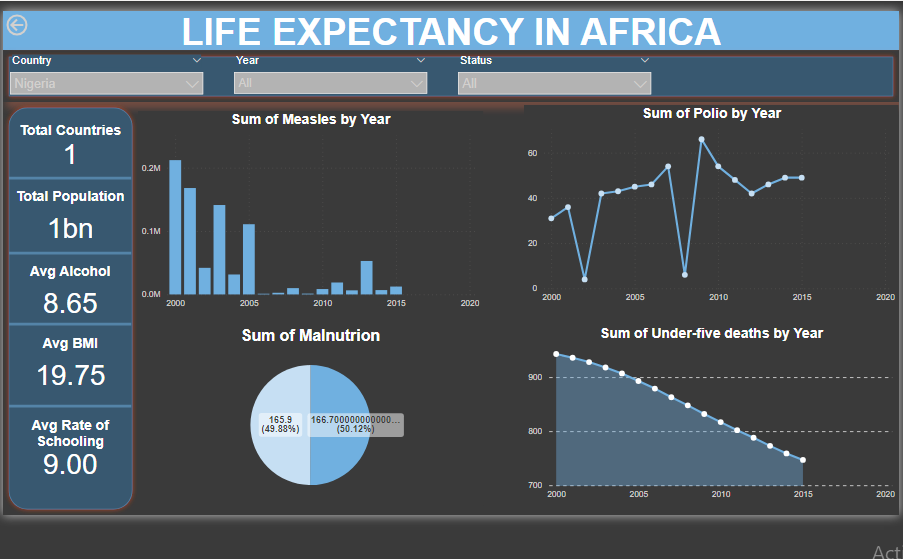 LIFE EXPECTANCY IN AFRICA
Country
Year
Status
Nigeria
All
All
Total Countries
1
Total Population
1bn
Avg Alcohol
8.65
Avg BMI
19.75
Avg Rate of
Schooling
9.00
Sum of Measles by Year
0.2M
0.1M
0.0M
2000
2005
2010
2015
2020
Sum of Polio by Year
60
40
20
0
2000
2005
2010
2015
2020
Sum of Malnutrition
165.9
(49.88%)
166.700000000000...
(50.12%)
Sum of Under-five deaths by Year
900
800
700
2000
2005
2010
2015
2020
Act